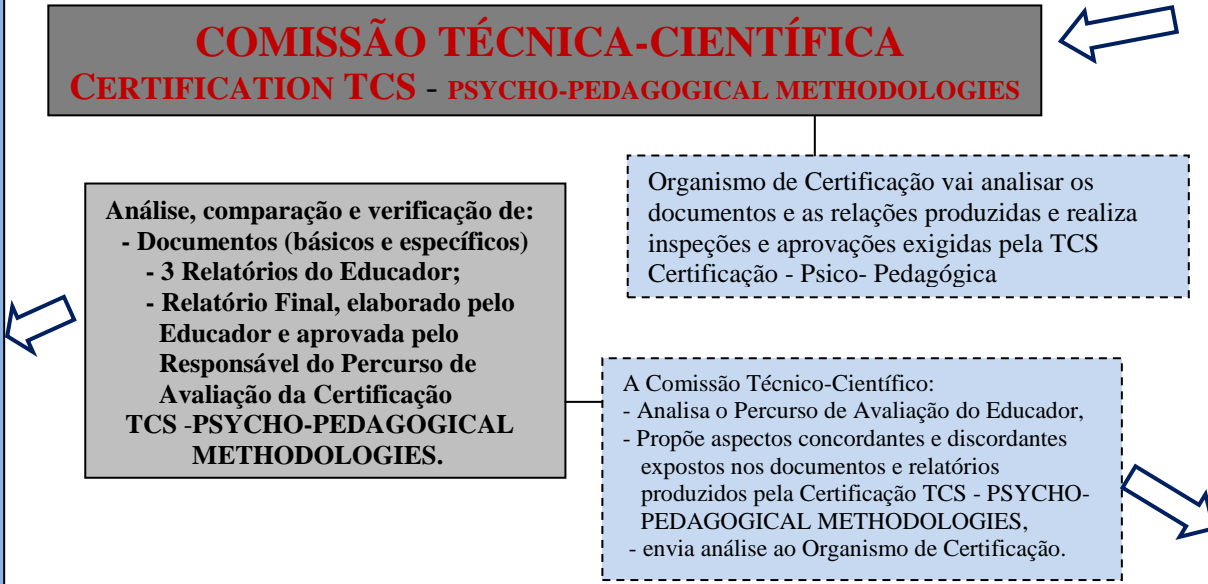 COMISSÃO TÉCNICA-CIENTÍFICA
CERTIFICATION TCS - PSYCHO-PEDAGOGICAL METHODOLOGIES
Organismo de Certificação vai analisar os
documentos e as relações produzidas e realiza
inspeções e aprovações exigidas pela TCS
Certificação - Psico- Pedagógica
Análise, comparação e verificação de:
- Documentos (básicos e específicos)
- 3 Relatórios do Educador;
- Relatório Final, elaborado pelo
Educador e aprovada pelo
Responsável do Percurso de
Avaliação da Certificação
TCS -PSYCHO-PEDAGOGICAL
METHODOLOGIES.
A Comissão Técnico-Científico:
- Analisa o Percurso de Avaliação do Educador,
- Propõe aspectos concordantes e discordantes
expostos nos documentos e relatórios
produzidos pela Certificação TCS - PSYCHO-
PEDAGOGICAL METHODOLOGIES,
- envia análise ao Organismo de Certificação.